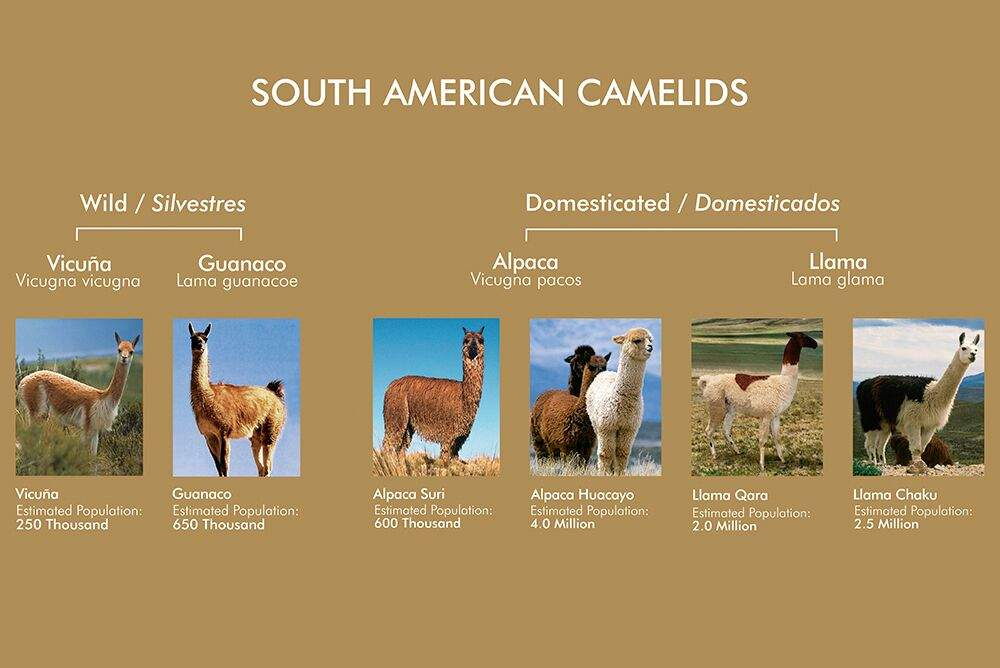 SOUTH AMERICAN CAMELIDS
Wild / Silvestres
Vicuña
Vicugna vicugna
Guanaco
Lama guanacoe
Domesticated / Domesticados
Alpaca
Vicugna pacos
Llama
Lama glama
Vicuña
Estimated Population:
250 Thousand
Guanaco
Estimated Population:
650 Thousand
Alpaca Suri
Estimated Population:
600 Thousand
Alpaca Huacayo
Estimated Population:
4.0 Million
Llama Qara
Estimated Population:
2.0 Million
Llama Chaku
Estimated Population:
2.5 Million